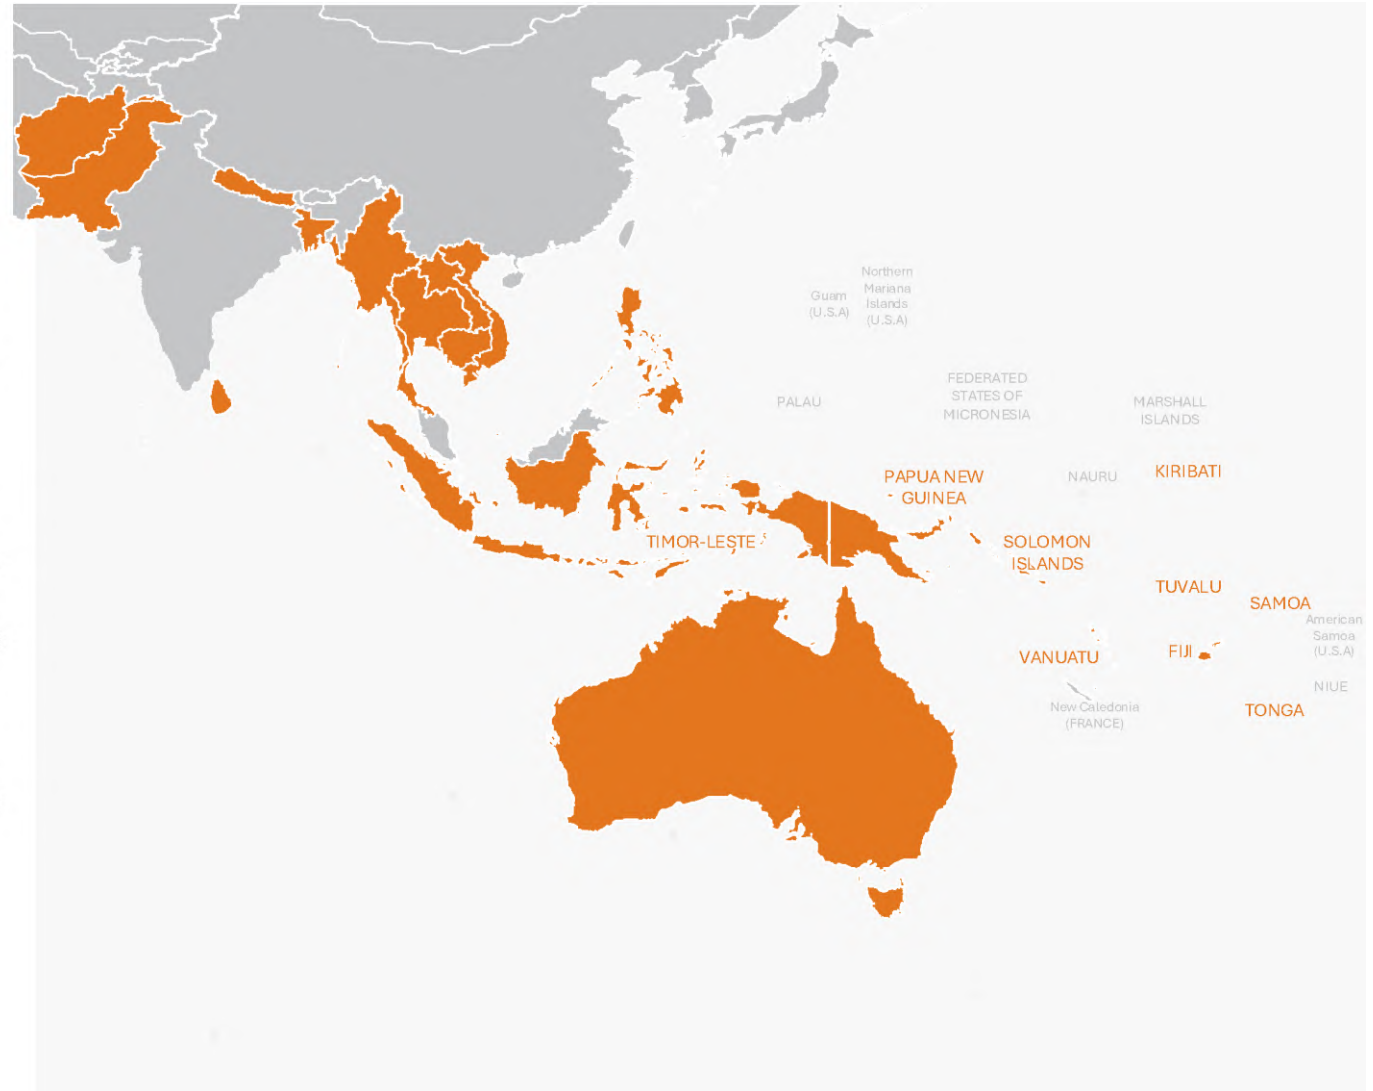 Northern
Mariana
Islands
(U.S.A)
Guam
(U.S.A)
FEDERATED
STATES OF
MICRONESIA
PALAU
MARSHALL
ISLANDS
PAPUA NEW
GUINEA
NAURU
KIRIBATI
TIMOR-LESTE
SOLOMON
ISLANDS
TUVALU
SAMOA
American
Samoa
(U.S.A)
VANUATU
FIJI
NIUE
New Caledonia
(FRANCE)
TONGA